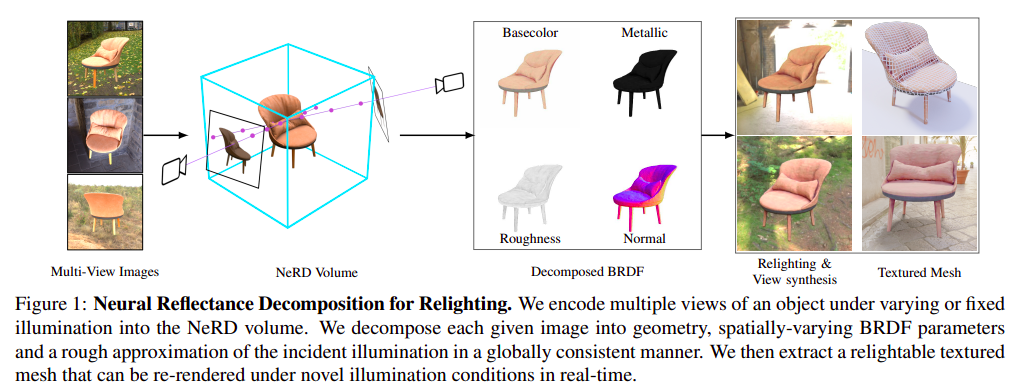 Basecolor
Metallic
Roughness
Normal
Multi-View Images
NeRD Volume
Decomposed BRDF
Relighting &
View synthesis
Textured Mesh
Figure 1: Neural Reflectance Decomposition for Relighting. We encode multiple views of an object under varying or fixed
illumination into the NeRD volume. We decompose each given image into geometry, spatially-varying BRDF parameters
and a rough approximation of the incident illumination in a globally consistent manner. We then extract a relightable textured
mesh that can be re-rendered under novel illumination conditions in real-time.